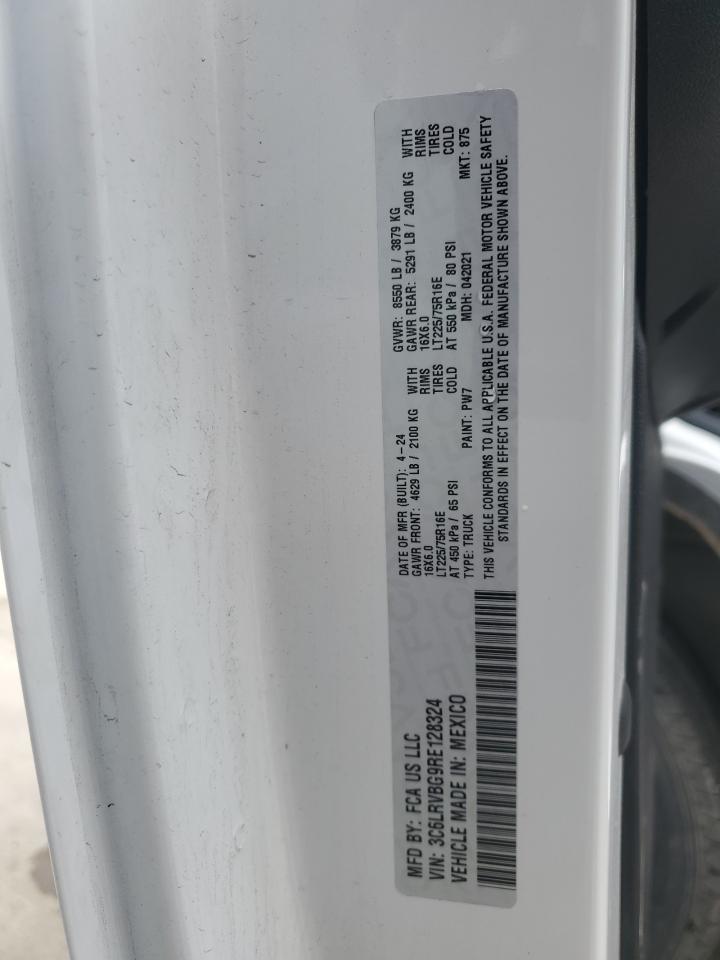 MFD BY: FCA US LLC
VIN: 3C6LRVBG9RE128324
VEHICLE MADE IN: MEXICO
DATE OF MFR (BUILT): 4-24 GVWR: 8550 LB / 3879 KG
GAWR FRONT: 4629 LB / 2100 KG WITH GAWR REAR: 5291 LB / 2400 KG WITH
16X6.0 RIMS 16X6.0 RIMS
LT225/75R16E TIRES LT225/75R16E TIRES
AT 450 kPa / 65 PSI COLD AT 550 kPa / 80 PSI COLD
TYPE: TRUCK PAINT: PW7 MDH: 042021 MKT: 875
THIS VEHICLE CONFORMS TO ALL APPLICABLE U.S.A. FEDERAL MOTOR VEHICLE SAFETY
STANDARDS IN EFFECT ON THE DATE OF MANUFACTURE SHOWN ABOVE.